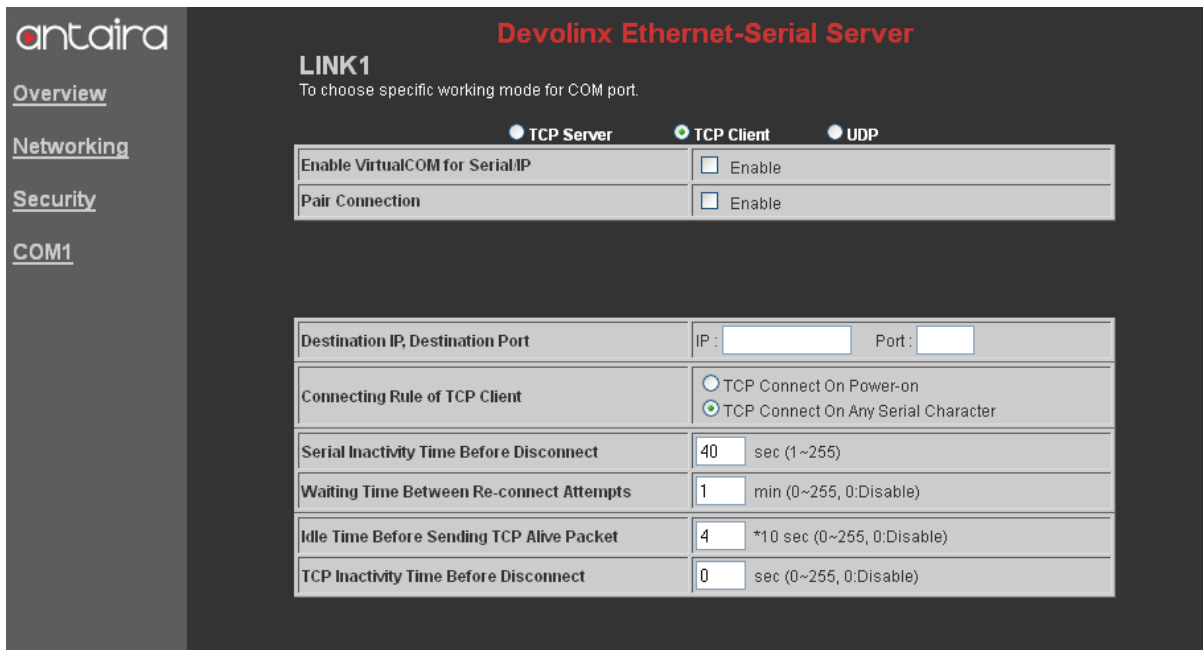 antaira
Overview
Networking
Security
COM1
Devolinx Ethernet-Serial Server
LINK1
To choose specific working mode for COM port.
TCP Server TCP Client UDP
Enable VirtualCOM for Serial/IP Enable
Pair Connection Enable
Destination IP, Destination Port IP : Port :
Connecting Rule of TCP Client TCP Connect On Power-on
TCP Connect On Any Serial Character
Serial Inactivity Time Before Disconnect 40 sec (1~255)
Waiting Time Between Re-connect Attempts 1 min (0~255, 0:Disable)
Idle Time Before Sending TCP Alive Packet 4 *10 sec (0~255, 0:Disable)
TCP Inactivity Time Before Disconnect 0 sec (0~255, 0:Disable)